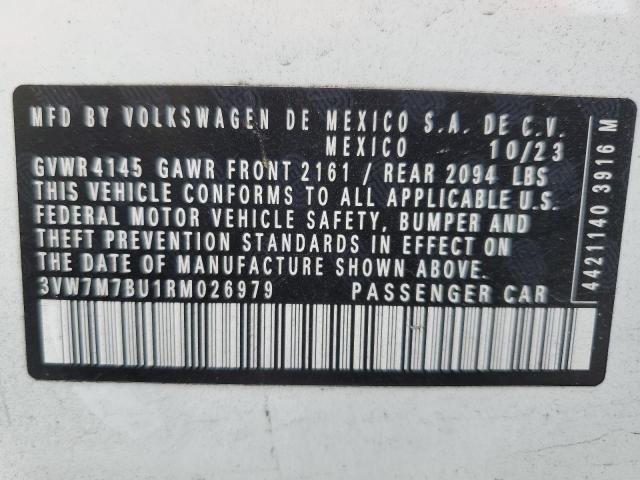 MFD BY VOLKSWAGEN DE MEXICO S.A. DE C.V.
MEXICO 10/23
GVWR 4145 GAWR FRONT 2161 / REAR 2094 LBS
THIS VEHICLE CONFORMS TO ALL APPLICABLE U.S.
FEDERAL MOTOR VEHICLE SAFETY, BUMPER AND
THEFT PREVENTION STANDARDS IN EFFECT ON
THE DATE OF MANUFACTURE SHOWN ABOVE.
3VW7M7BU1RM026979 PASSENGER CAR
4421140 3916 M